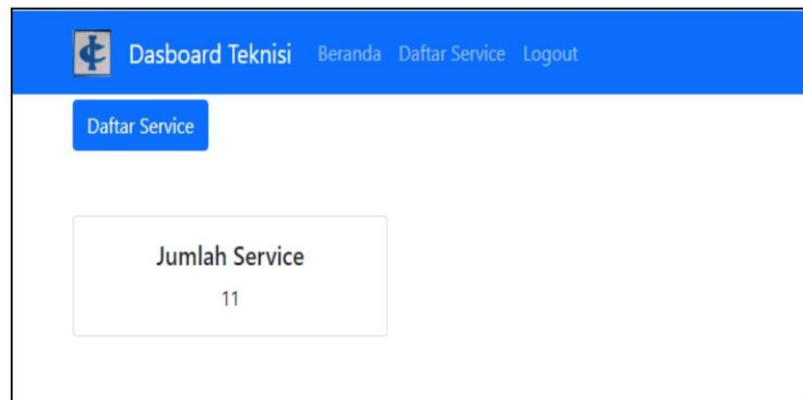 Dasboard Teknisi Beranda Daftar Service Logout
Daftar Service
Jumlah Service
11